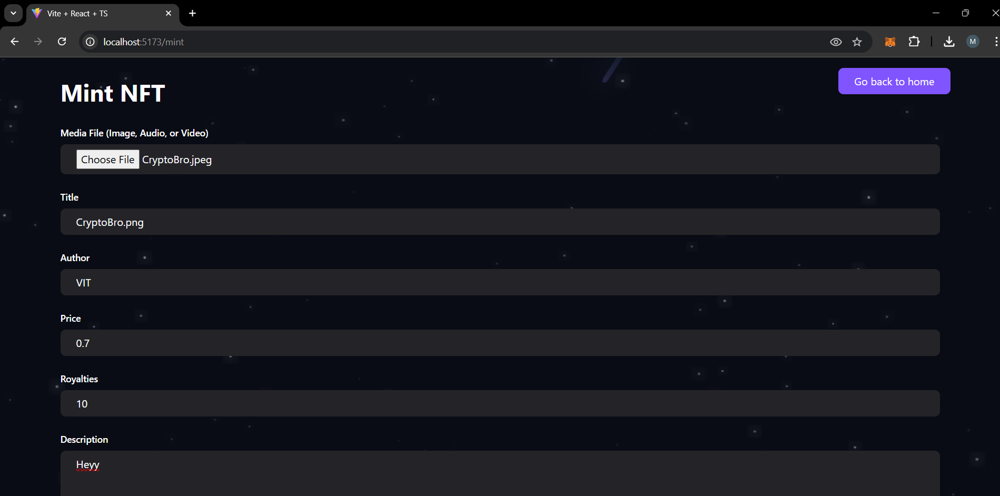 Vite + React + TS
localhost:5173/mint
M
Go back to home
Mint NFT
Media File (Image, Audio, or Video)
Choose File CryptoBro.jpeg
Title
CryptoBro.png
Author
VIT
Price
0.7
Royalties
10
Description
Heyy